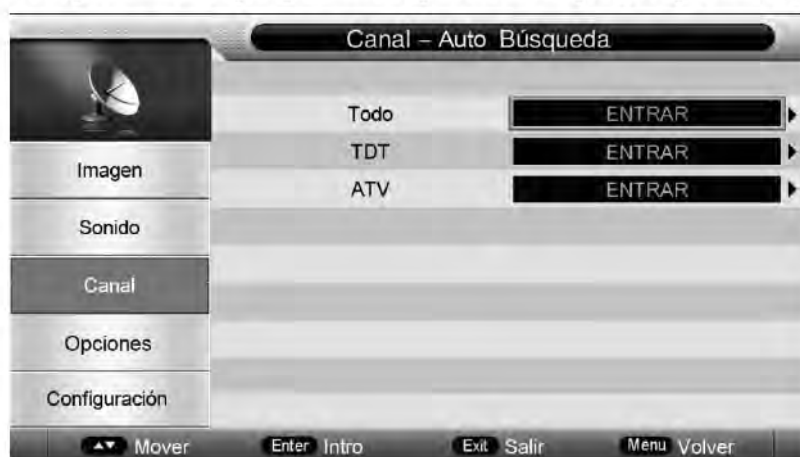 Canal – Auto Búsqueda
Todo ENTRAR
TDT ENTRAR
ATV ENTRAR
Imagen
Sonido
Canal
Opciones
Configuración
Mover Enter Intro Exit Salir Menu Volver